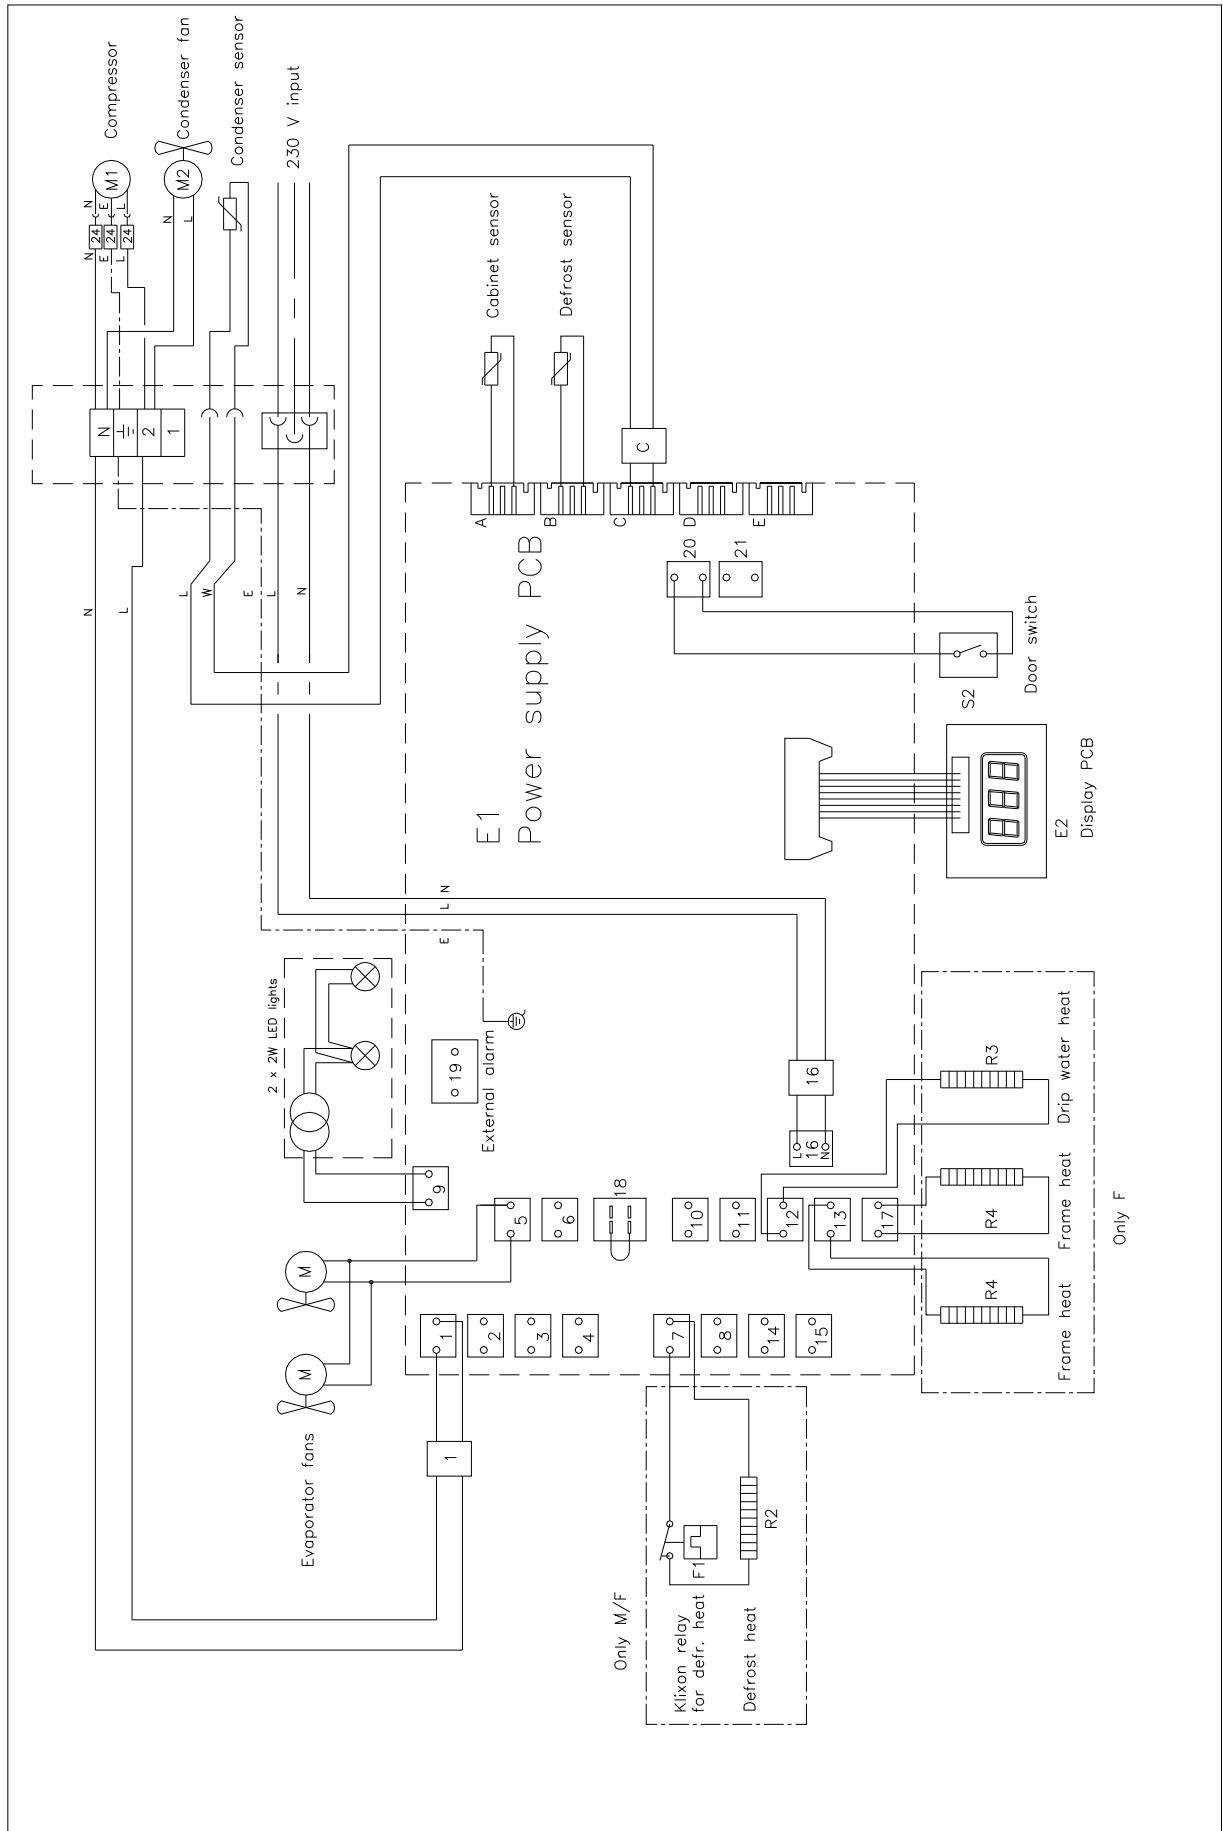 Compressor
Condenser fan
Condenser sensor
230 V input
M1
M2
N
E
L
24
24
24
N
E
L
N
L
N
2
1
N
L
L
W
E
L
N
Cabinet sensor
Defrost sensor
C
A
B
C
D
E
20
21
E1
Power supply PCB
S2
Door switch
E2
Display PCB
N
L
E
2 x 2W LED lights
19
External alarm
9
16
L
16
N
5
6
18
10
11
12
13
17
M
M
Evaporator fans
1
2
3
4
7
8
14
15
1
R3
Drip water heat
R4
Frame heat
R4
Frame heat
Only F
Only M/F
F1
Klixon relay
for defr. heat
R2
Defrost heat